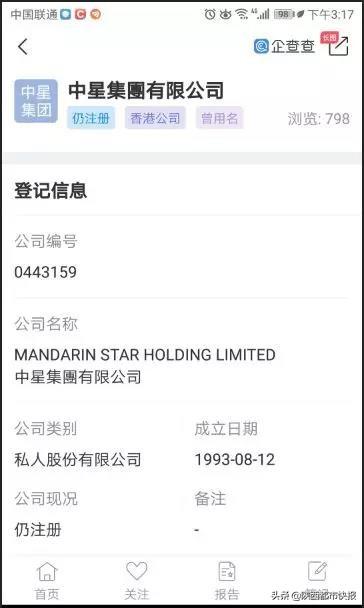 中国联通 4G 98 下午3:17
企查查 长图
中星
集团
中星集團有限公司
仍注册 香港公司 曾用名 浏览: 798
登记信息
公司编号
0443159
公司名称
MANDARIN STAR HOLDING LIMITED
中星集團有限公司
公司类别 成立日期
私人股份有限公司 1993-08-12
公司现况 备注
仍注册 -
首页 关注 报告
头条 @陕西都市快报